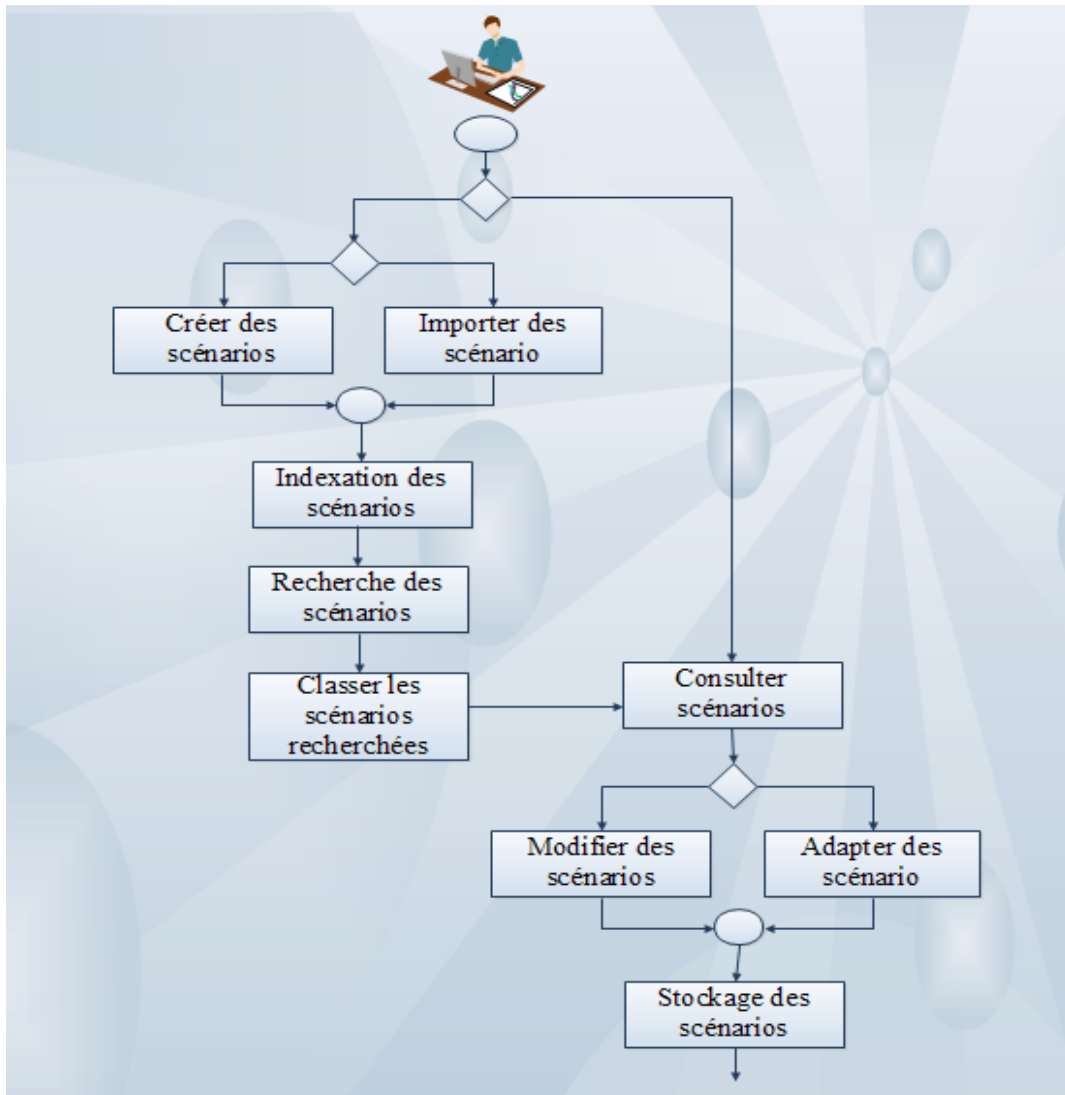 Créer des
scénarios
Importer des
scénario
Indexation des
scénarios
Recherche des
scénarios
Classer les
scénarios
recherchées
Consulter
scénarios
Modifier des
scénarios
Adapter des
scénario
Stockage des
scénarios